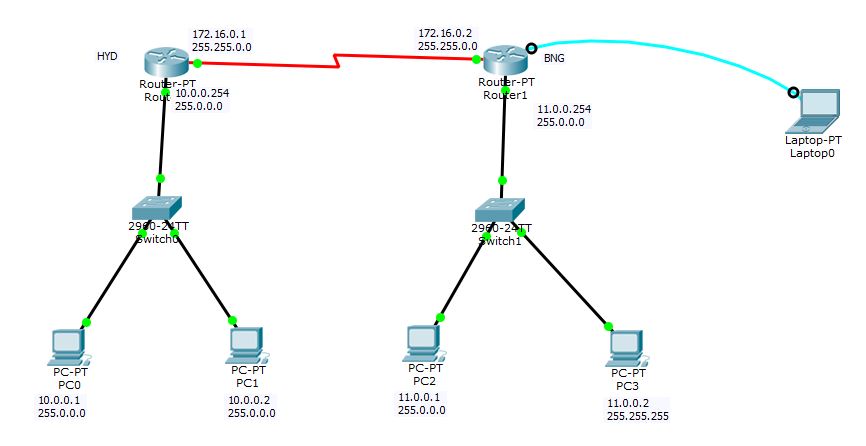 172.16.0.1
255.255.0.0
172.16.0.2
255.255.0.0
HYD
BNG
Router-PT
Rout
10.0.0.254
255.0.0.0
Router-PT
Router1
11.0.0.254
255.0.0.0
Laptop-PT
Laptop0
2960-24TT
Switch0
2960-24TT
Switch1
PC-PT
PC0
10.0.0.1
255.0.0.0
PC-PT
PC1
10.0.0.2
255.0.0.0
PC-PT
PC2
11.0.0.1
255.0.0.0
PC-PT
PC3
11.0.0.2
255.255.255